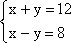 x + y = 12
x − y = 8